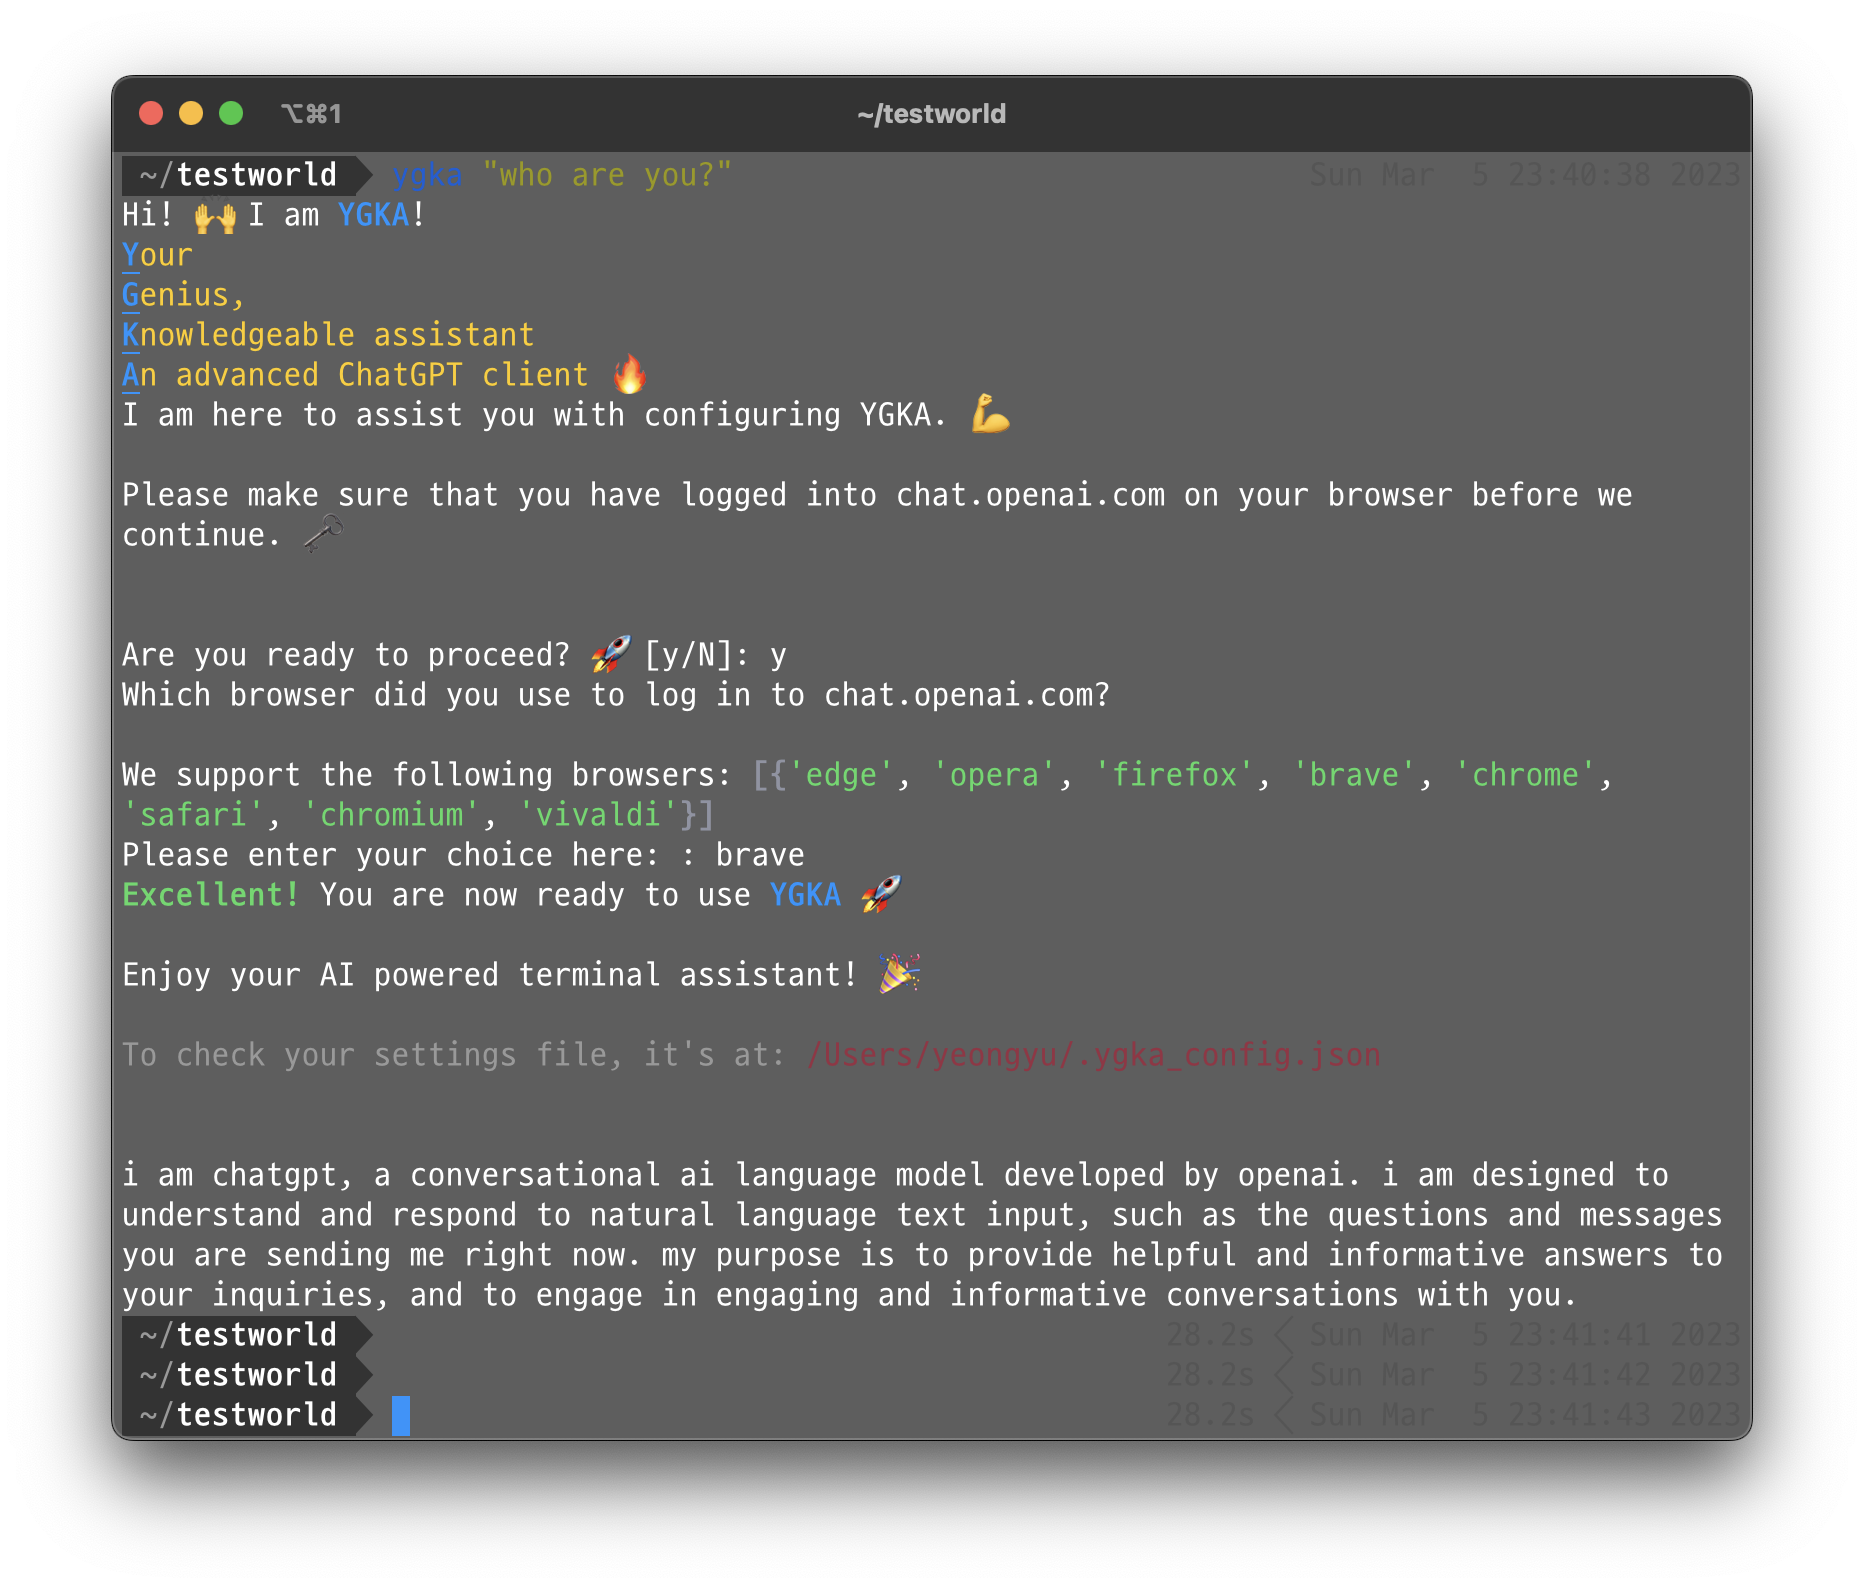 ⌥⌘1 ~/testworld
~/testworld ygka "who are you?" Sun Mar 5 23:40:38 2023
Hi! 🙌 I am YGKA!
Your
Genius,
Knowledgeable assistant
An advanced ChatGPT client 🔥
I am here to assist you with configuring YGKA. 💪
Please make sure that you have logged into chat.openai.com on your browser before we
continue. 🗝
Are you ready to proceed? 🚀 [y/N]: y
Which browser did you use to log in to chat.openai.com?
We support the following browsers: [{'edge', 'opera', 'firefox', 'brave', 'chrome',
'safari', 'chromium', 'vivaldi'}]
Please enter your choice here: : brave
Excellent! You are now ready to use YGKA 🚀
Enjoy your AI powered terminal assistant! 🎉
To check your settings file, it's at: /Users/yeongyu/.ygka_config.json
i am chatgpt, a conversational ai language model developed by openai. i am designed to
understand and respond to natural language text input, such as the questions and messages
you are sending me right now. my purpose is to provide helpful and informative answers to
your inquiries, and to engage in engaging and informative conversations with you.
~/testworld 28.2s Sun Mar 5 23:41:41 2023
~/testworld 28.2s Sun Mar 5 23:41:42 2023
~/testworld 28.2s Sun Mar 5 23:41:43 2023